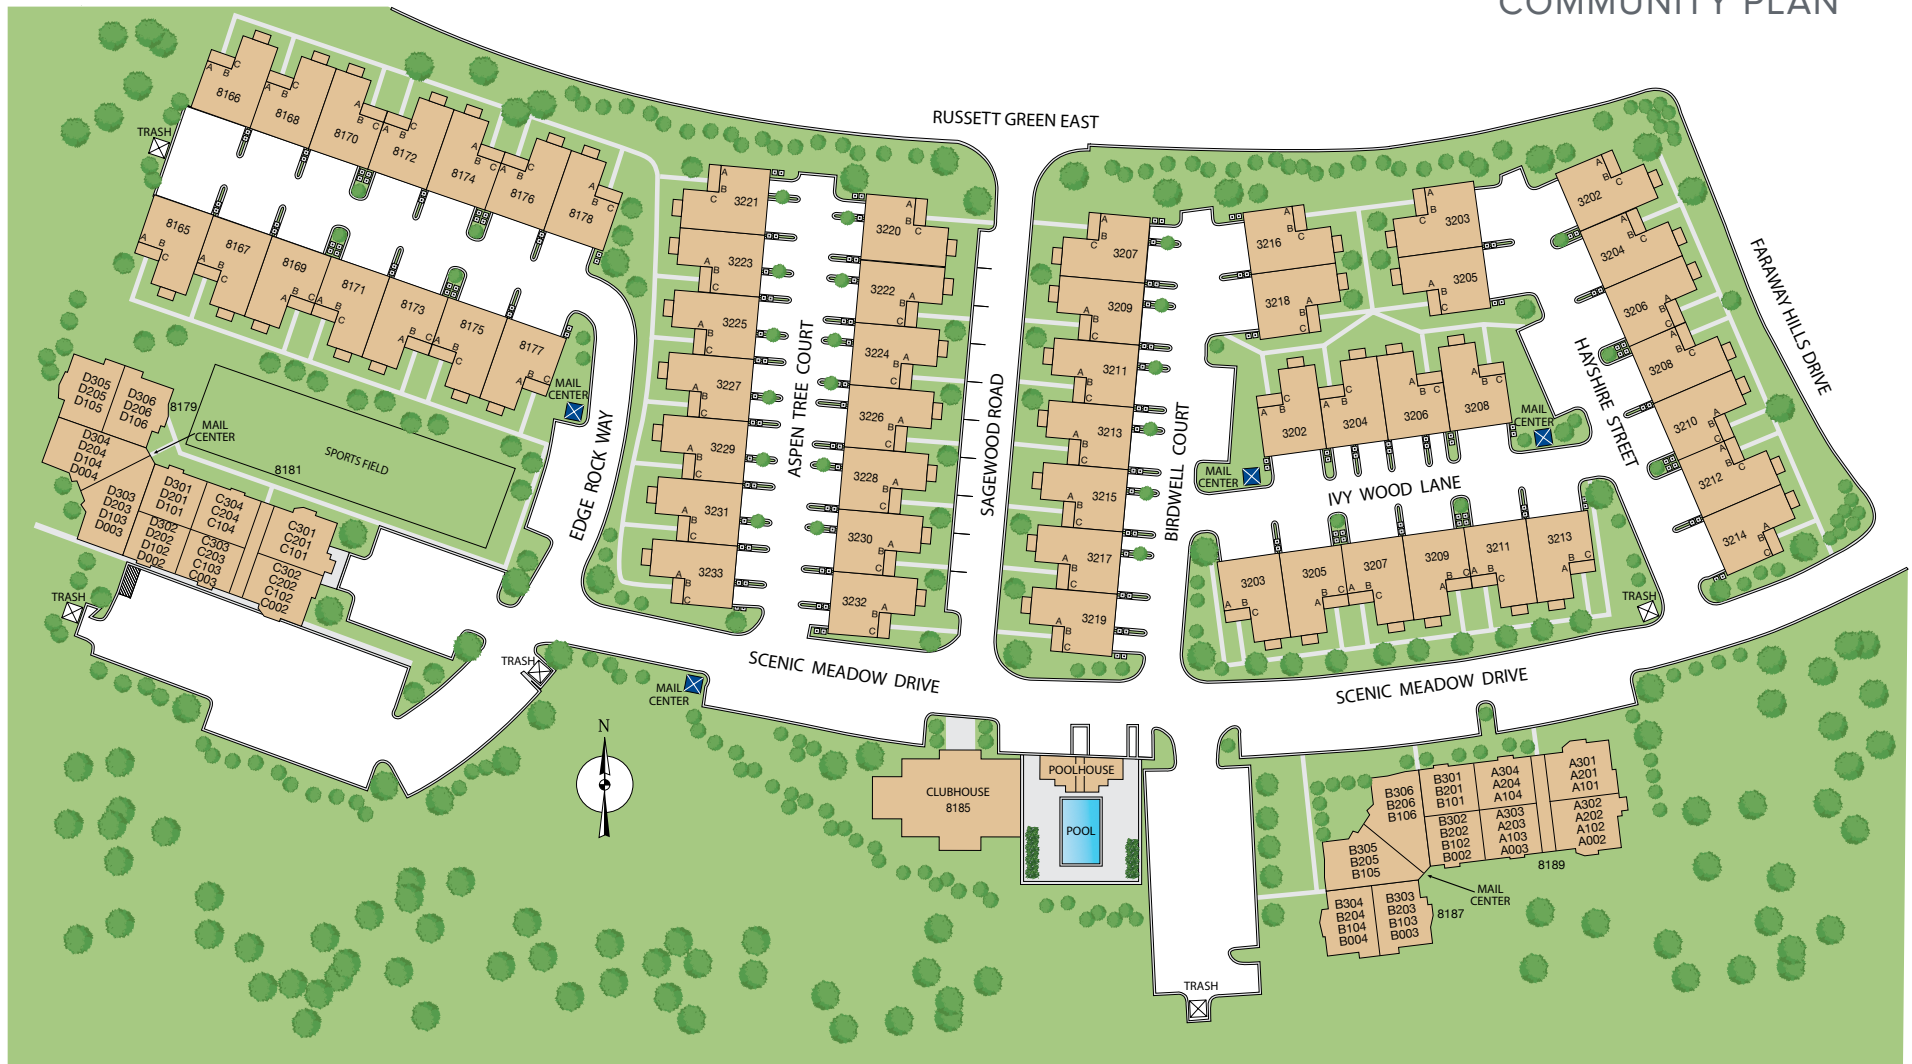 COMMUNITY PLAN
RUSSETT GREEN EAST
FARAWAY HILLS DRIVE
HAYSHIRE STREET
IVY WOOD LANE
BIRDWELL COURT
SAGEWOOD ROAD
ASPEN TREE COURT
EDGE ROCK WAY
SCENIC MEADOW DRIVE
SCENIC MEADOW DRIVE
TRASH
A B C
8166
A B C
8168
A B C
8170
A B C
8172
A B C
8174
A B C
8176
A B C
8178
8165
A B C
8167
A B C
8169
A B C
8171
A B C
8173
A B C
8175
A B C
8177
A B C
MAIL
CENTER
SPORTS FIELD
D305
D205
D105
D306
D206
D106
8179
MAIL
CENTER
D304
D204
D104
D004
8181
D303
D203
D103
D003
D301
D201
D101
D302
D202
D102
D002
C304
C204
C104
C303
C203
C103
C003
C301
C201
C101
C302
C202
C102
C002
TRASH
TRASH
MAIL
CENTER
N
A B C
3221
3223
A B C
3225
A B C
3227
A B C
3229
A B C
3231
A B C
3233
A B C
3220
A B C
3222
A B C
3224
A B C
3226
A B C
3228
A B C
3230
A B C
3232
A B C
A B C
3207
3209
A B C
3211
A B C
3213
A B C
3215
A B C
3217
A B C
3219
A B C
3216
A B C
3218
A B C
3203
A B C
3205
A B C
3202
A B C
3204
A B C
3206
A B C
3208
A B C
3210
A B C
3212
A B C
3214
A B C
3202
A B C
3204
A B C
3206
A B C
3208
A B C
MAIL
CENTER
MAIL
CENTER
3203
A B C
3205
A B C
3207
A B C
3209
A B C
3211
A B C
3213
A B C
TRASH
CLUBHOUSE
8185
POOLHOUSE
POOL
TRASH
B306
B206
B106
B301
B201
B101
A304
A204
A104
A301
A201
A101
B302
B202
B102
B002
A303
A203
A103
A003
A302
A202
A102
A002
8189
B305
B205
B105
MAIL
CENTER
B304
B204
B104
B004
B303
B203
B103
B003
8187